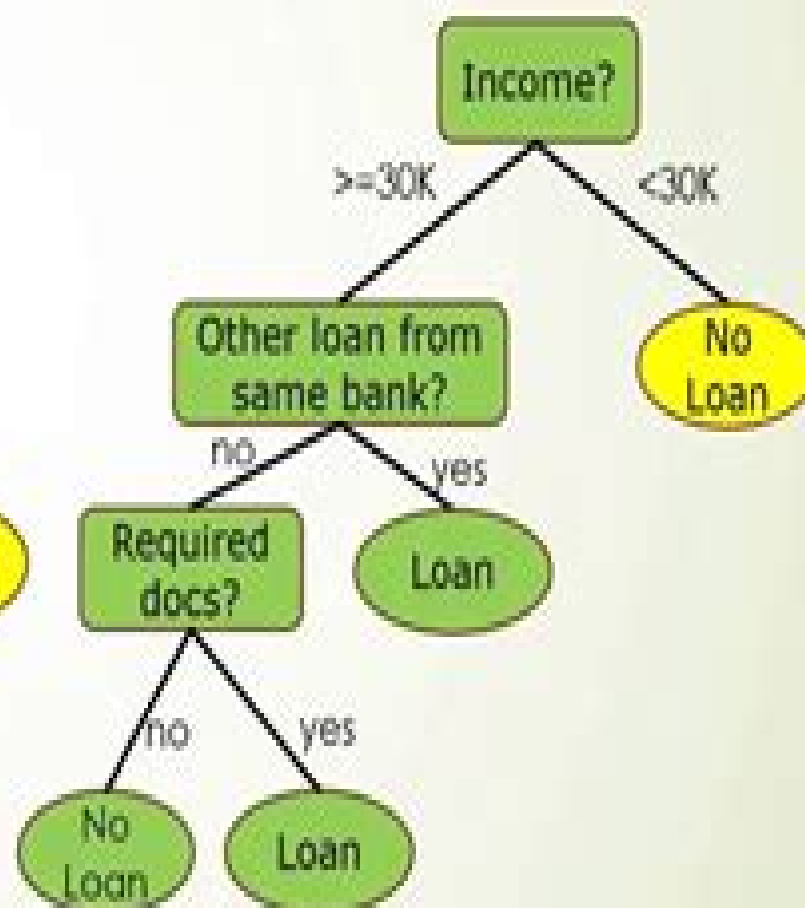 Income?
>=30K
<30K
Other loan from
same bank?
No
Loan
no
yes
Required
docs?
Loan
no
yes
No
Loan
Loan